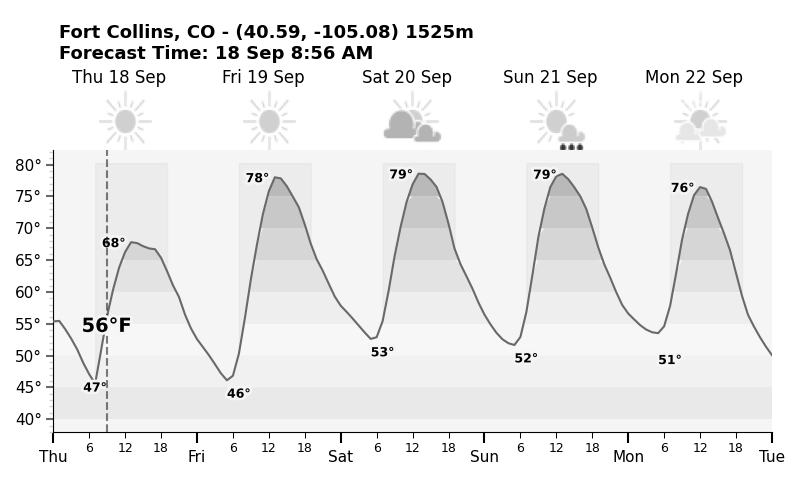 Fort Collins, CO - (40.59, -105.08) 1525m
Forecast Time: 18 Sep 8:56 AM
Thu 18 Sep Fri 19 Sep Sat 20 Sep Sun 21 Sep Mon 22 Sep
80°
78° 79° 79° 76°
75°
70°
68°
65°
60°
55° 56°F
50° 53° 52° 51°
45° 47° 46°
40°
6 12 18 6 12 18 6 12 18 6 12 18 6 12 18
Thu Fri Sat Sun Mon Tue